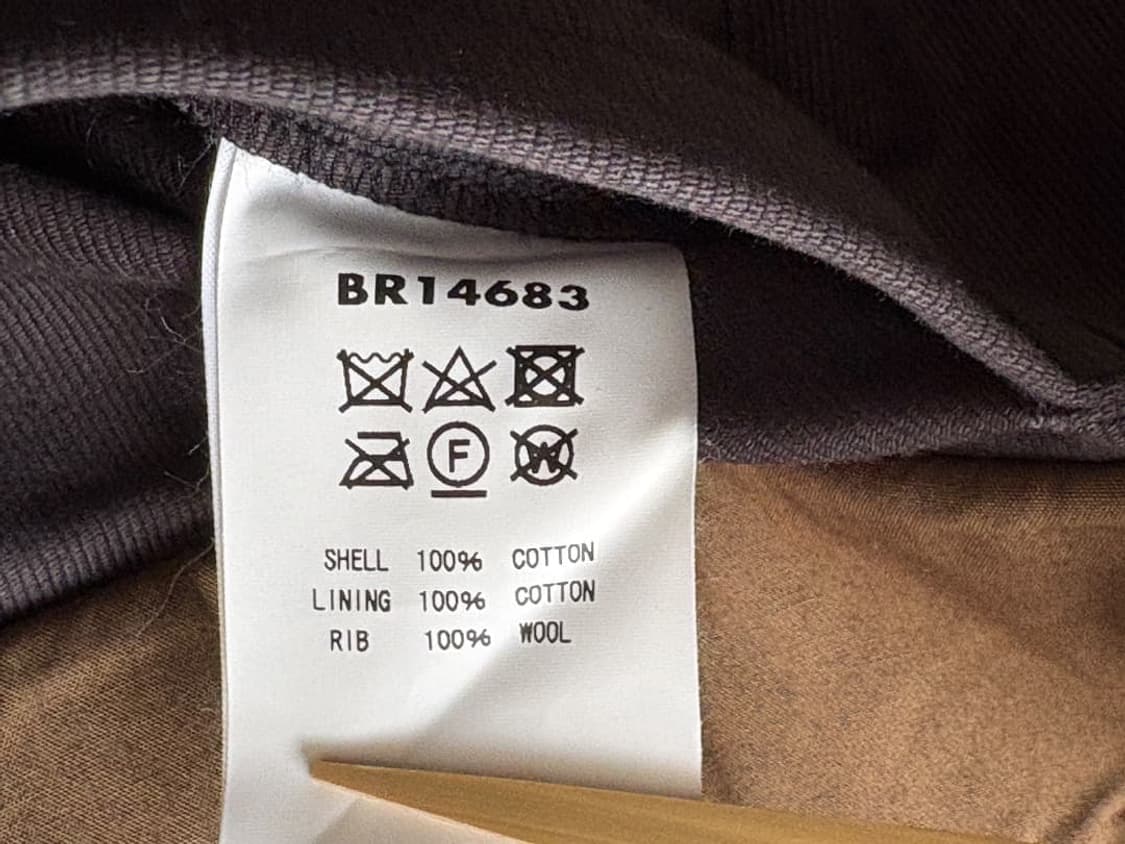 BR14683
F W
SHELL 100% COTTON
LINING 100% COTTON
RIB 100% WOOL